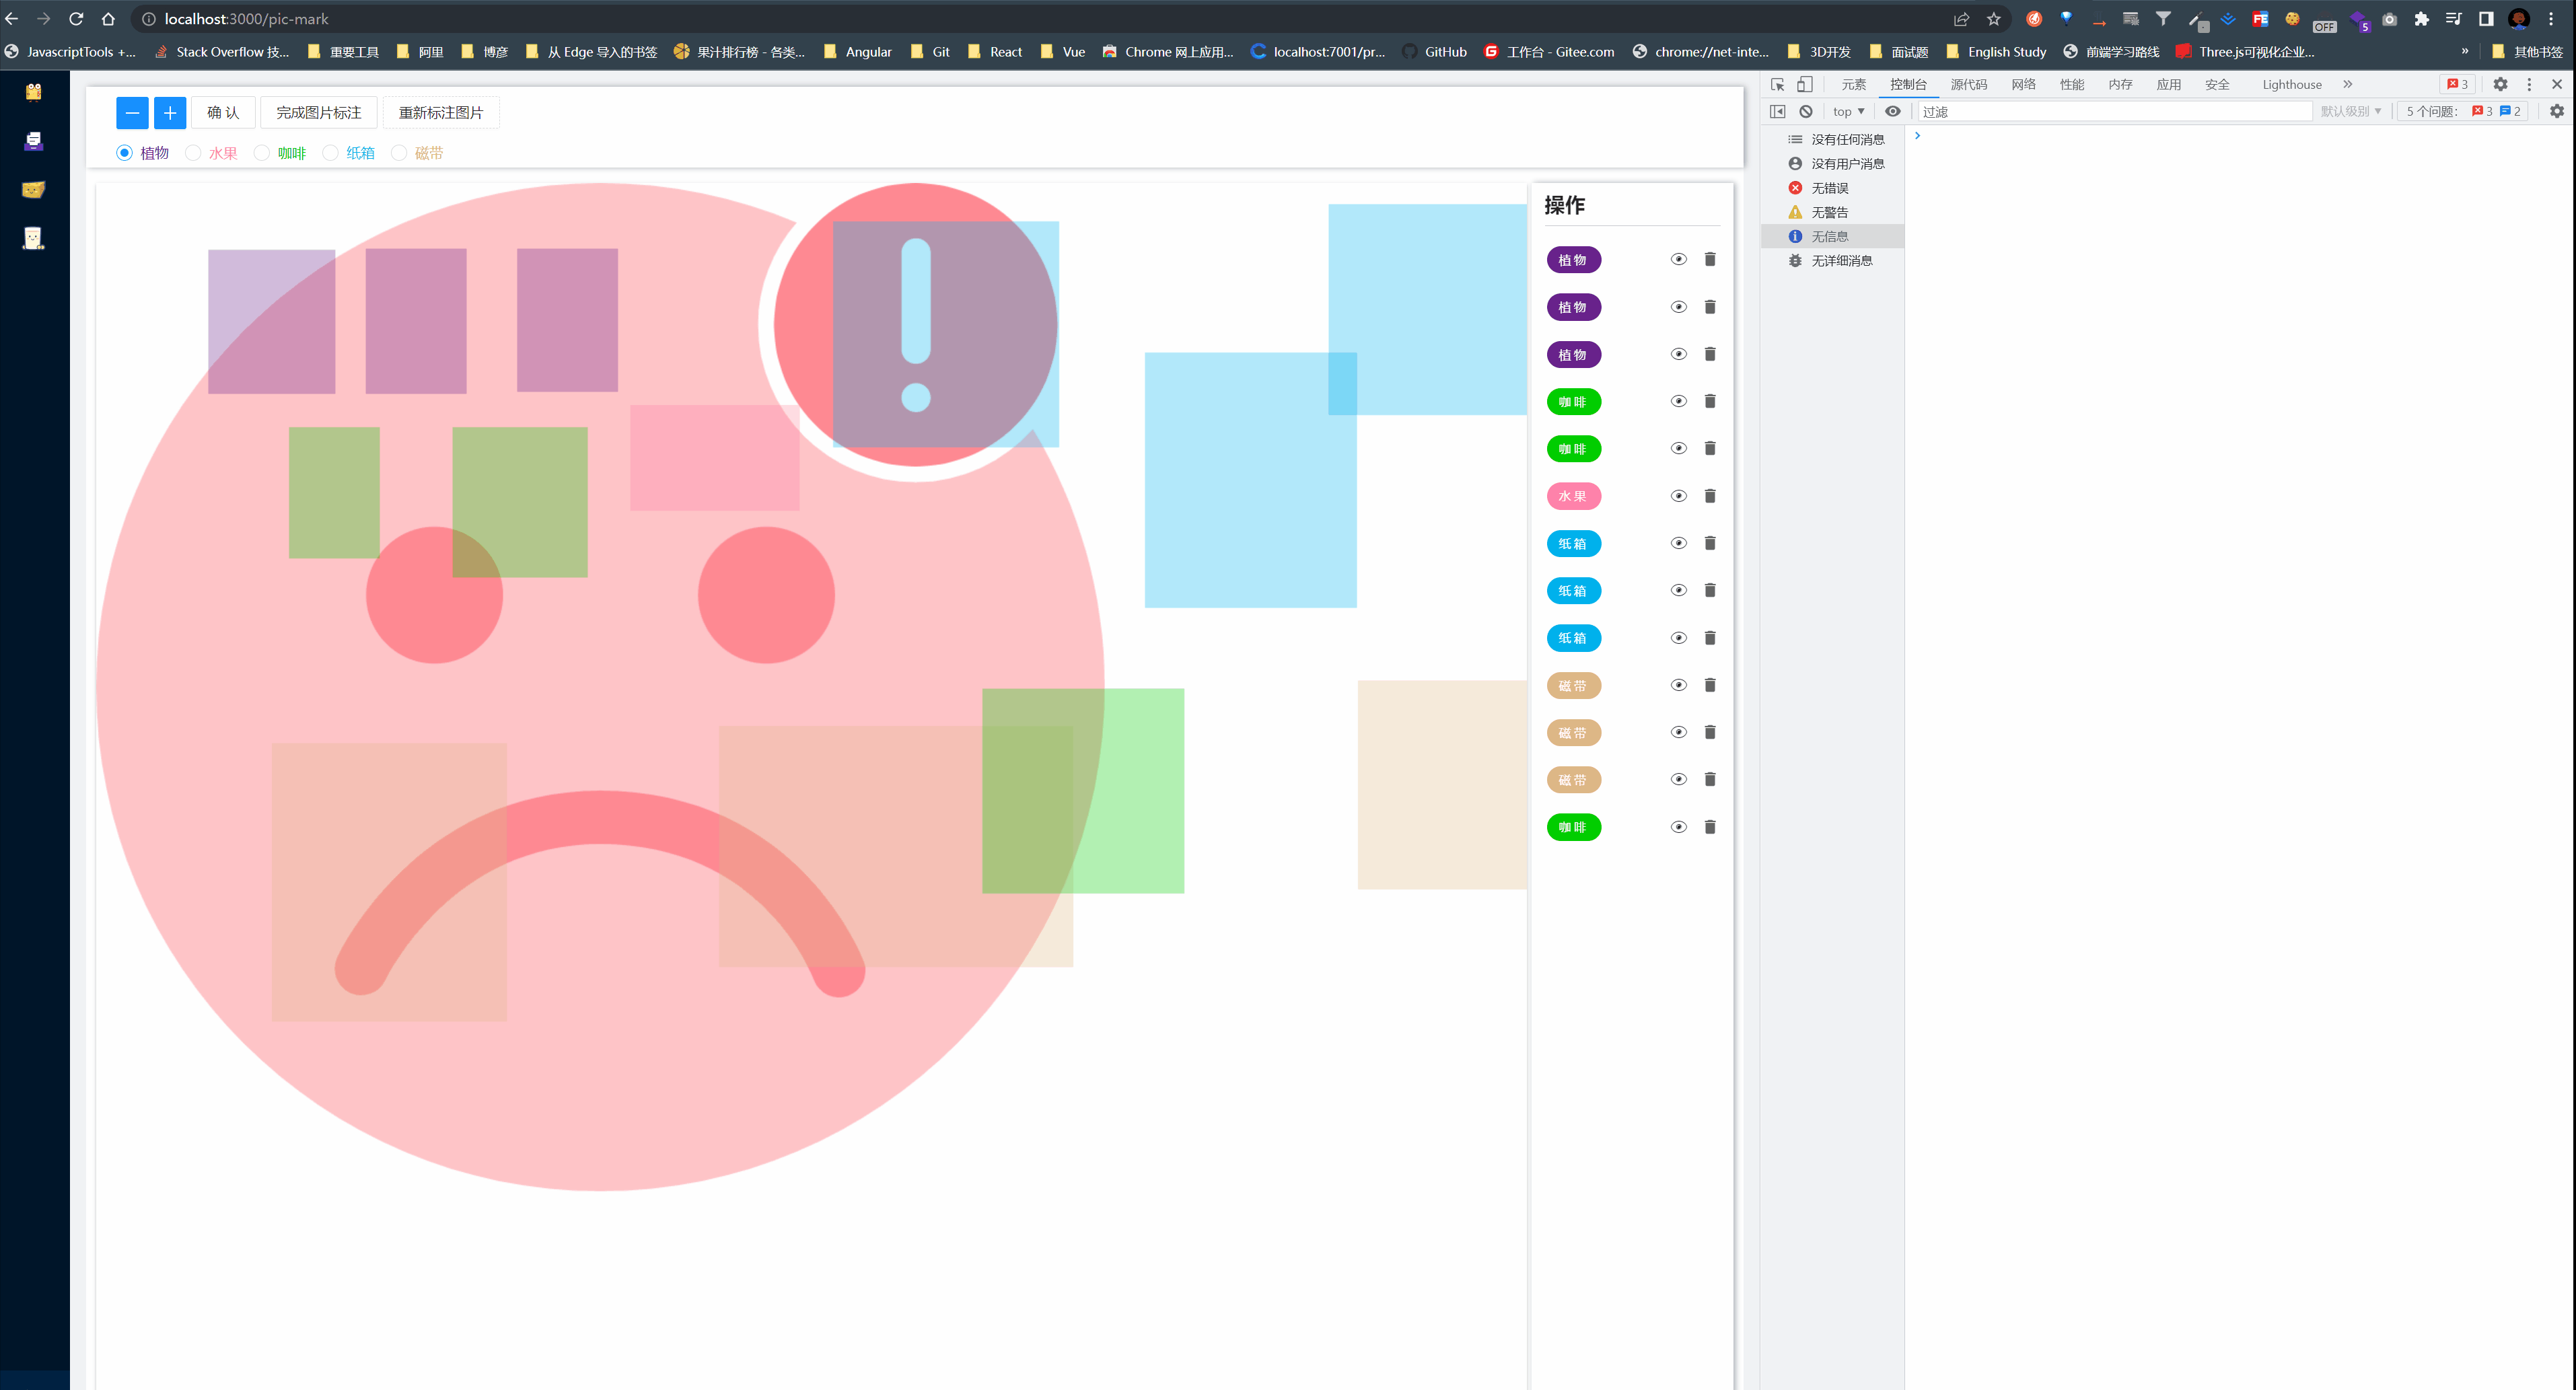 localhost:3000/pic-mark
OFF
5
JavascriptTools +...
Stack Overflow 技...
重要工具
阿里
博彦
从 Edge 导入的书签
果汁排行榜 - 各类...
Angular
Git
React
Vue
Chrome 网上应用...
localhost:7001/pr...
GitHub
工作台 - Gitee.com
chrome://net-inte...
3D开发
面试题
English Study
前端学习路线
Three.js可视化企业...
»
其他书签
确 认
完成图片标注
重新标注图片
植物
水果
咖啡
纸箱
磁带
操作
植物
植物
植物
咖啡
咖啡
水果
纸箱
纸箱
纸箱
磁带
磁带
磁带
咖啡
元素
控制台
源代码
网络
性能
内存
应用
安全
Lighthouse
»
3
top ▼
过滤
默认级别 ▼
5 个问题: 3 2
没有任何消息
没有用户消息
无错误
无警告
无信息
无详细消息